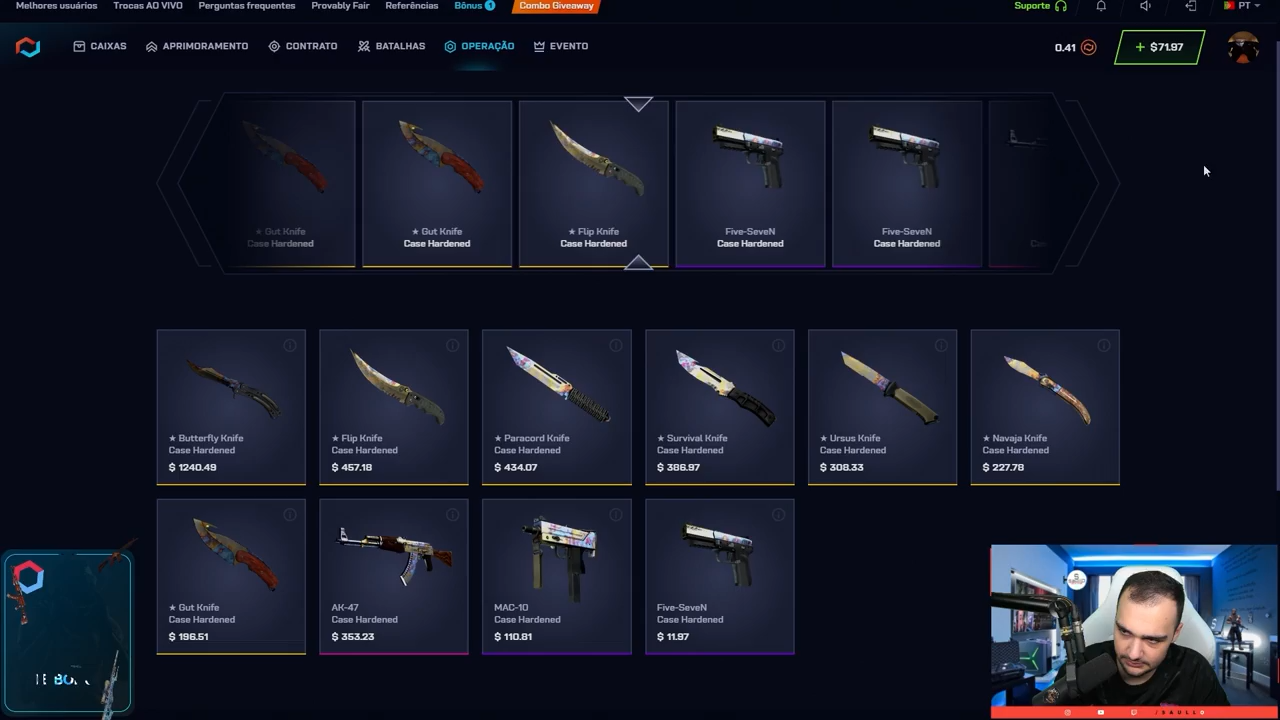 Melhores usuários Trocas AO VIVO Perguntas frequentes Provably Fair Referências Bônus 1 Combo Giveaway Suporte PT
CAIXAS APRIMORAMENTO CONTRATO BATALHAS OPERAÇÃO EVENTO 0.41 + $71.97
★ Gut Knife ★ Gut Knife ★ Flip Knife Five-SeveN Five-SeveN
Case Hardened Case Hardened Case Hardened Case Hardened Case Hardened
★ Butterfly Knife ★ Flip Knife ★ Paracord Knife ★ Survival Knife ★ Ursus Knife ★ Navaja Knife
Case Hardened Case Hardened Case Hardened Case Hardened Case Hardened Case Hardened
$ 1240.49 $ 457.18 $ 434.07 $ 386.97 $ 308.33 $ 227.78
★ Gut Knife AK-47 MAC-10 Five-SeveN
Case Hardened Case Hardened Case Hardened Case Hardened
$ 196.51 $ 353.23 $ 110.81 $ 11.97